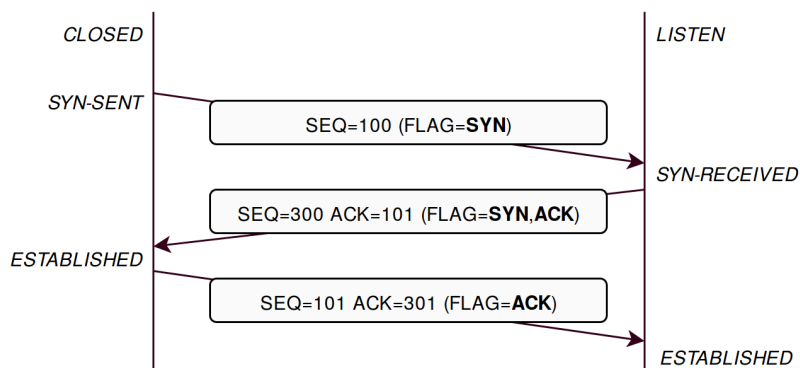 CLOSED
LISTEN
SYN-SENT
SEQ=100 (FLAG=SYN)
SYN-RECEIVED
SEQ=300 ACK=101 (FLAG=SYN,ACK)
ESTABLISHED
SEQ=101 ACK=301 (FLAG=ACK)
ESTABLISHED